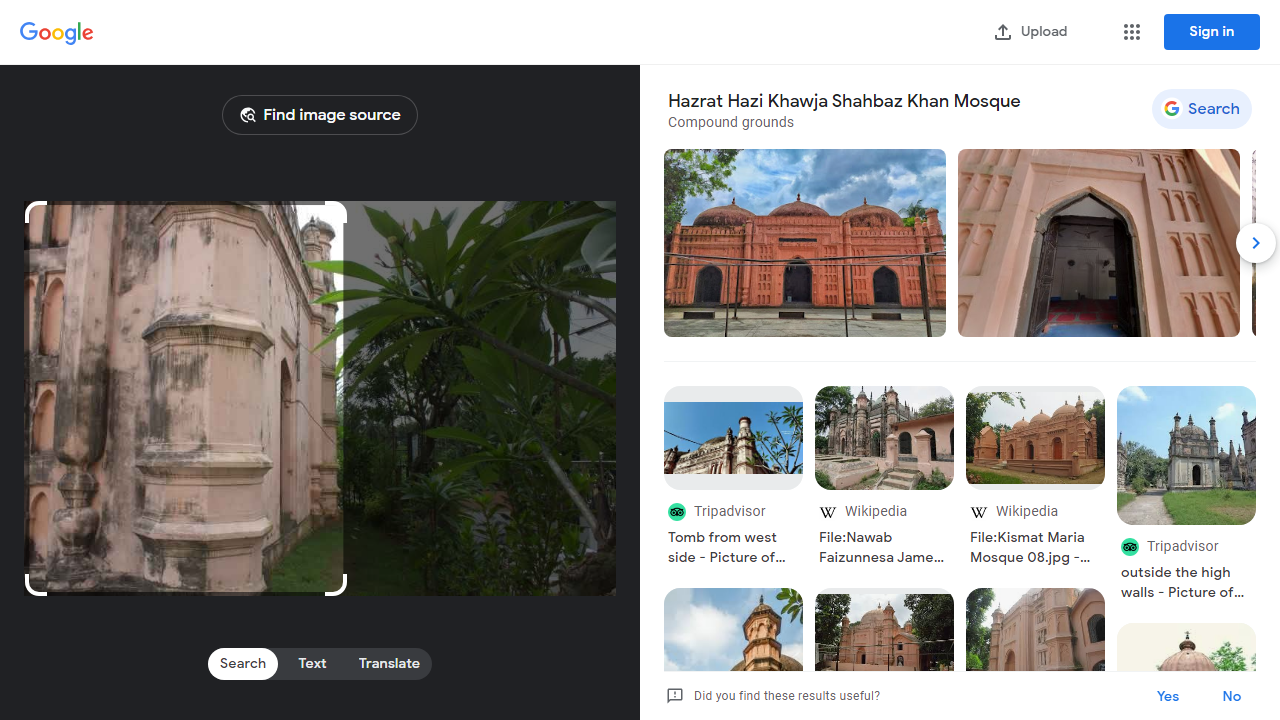 Google
Upload
Sign in
Find image source
Hazrat Hazi Khawja Shahbaz Khan Mosque
Compound grounds
Search
Tripadvisor
Tomb from west
side - Picture of...
Wikipedia
File:Nawab
Faizunnesa Jame...
Wikipedia
File:Kismat Maria
Mosque 08.jpg -...
Tripadvisor
outside the high
walls - Picture of...
Search
Text
Translate
Did you find these results useful?
Yes
No